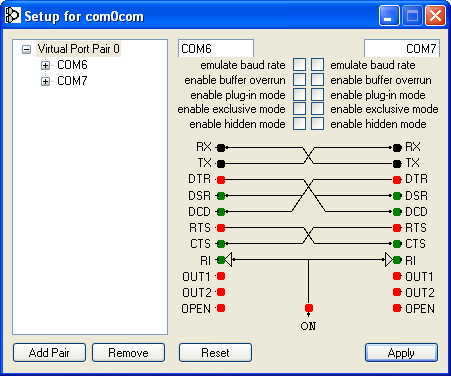 Setup for com0com
Virtual Port Pair 0
COM6
COM7
COM6 COM7
emulate baud rate emulate baud rate
enable buffer overrun enable buffer overrun
enable plug-in mode enable plug-in mode
enable exclusive mode enable exclusive mode
enable hidden mode enable hidden mode
RX RX
TX TX
DTR DTR
DSR DSR
DCD DCD
RTS RTS
CTS CTS
RI RI
OUT1 OUT1
OUT2 OUT2
OPEN OPEN
ON
Add Pair Remove Reset Apply